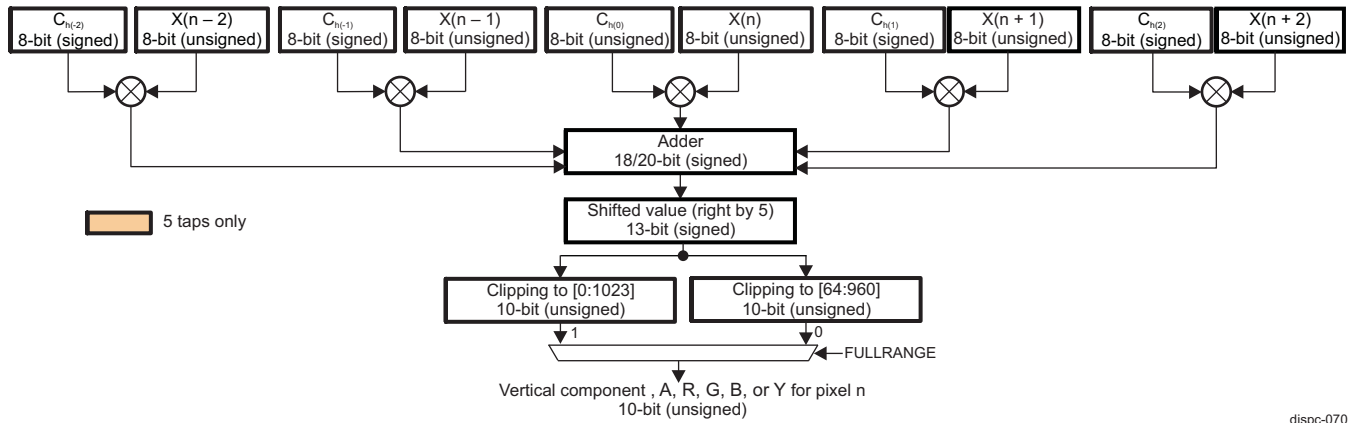 Ch(-2) X(n – 2) Ch(-1) X(n – 1) Ch(0) X(n) Ch(1) X(n + 1) Ch(2) X(n + 2)
8-bit (signed) 8-bit (unsigned) 8-bit (signed) 8-bit (unsigned) 8-bit (unsigned) 8-bit (unsigned) 8-bit (signed) 8-bit (unsigned) 8-bit (signed) 8-bit (unsigned)
Adder
18/20-bit (signed)
5 taps only
Shifted value (right by 5)
13-bit (signed)
Clipping to [0:1023] Clipping to [64:960]
10-bit (unsigned) 10-bit (unsigned)
1 0
FULLRANGE
Vertical component , A, R, G, B, or Y for pixel n
10-bit (unsigned)
dispc-070